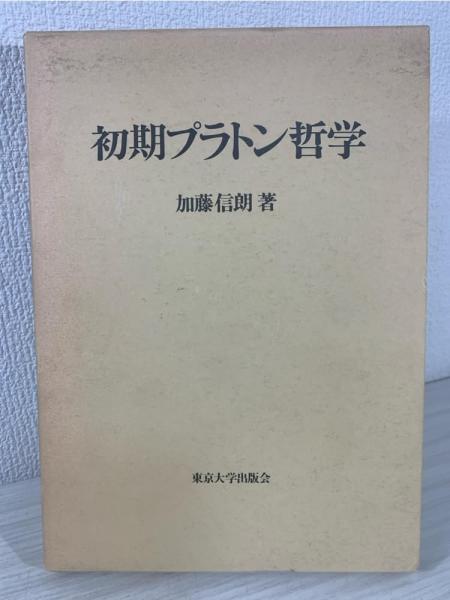 初期プラトン哲学
加藤信朗 著
東京大学出版会